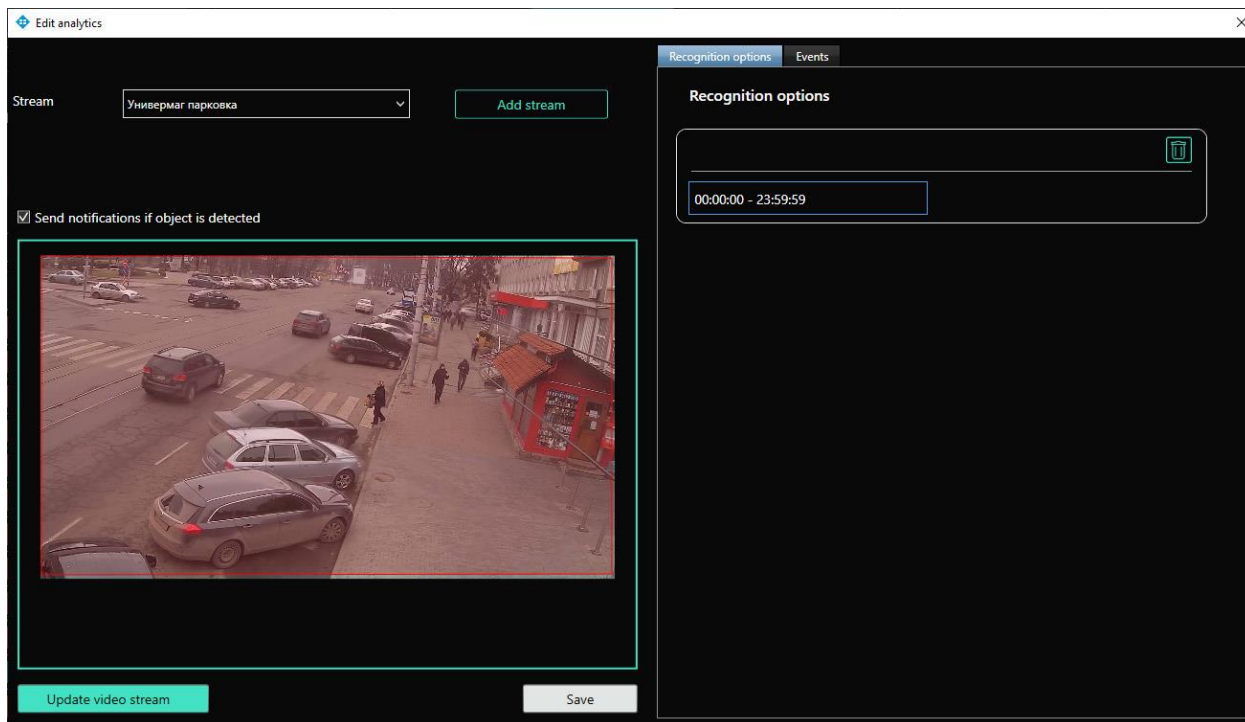 Edit analytics
Stream
Универмаг парковка
Add stream
Send notifications if object is detected
Update video stream
Save
Recognition options
Events
Recognition options
00:00:00 - 23:59:59